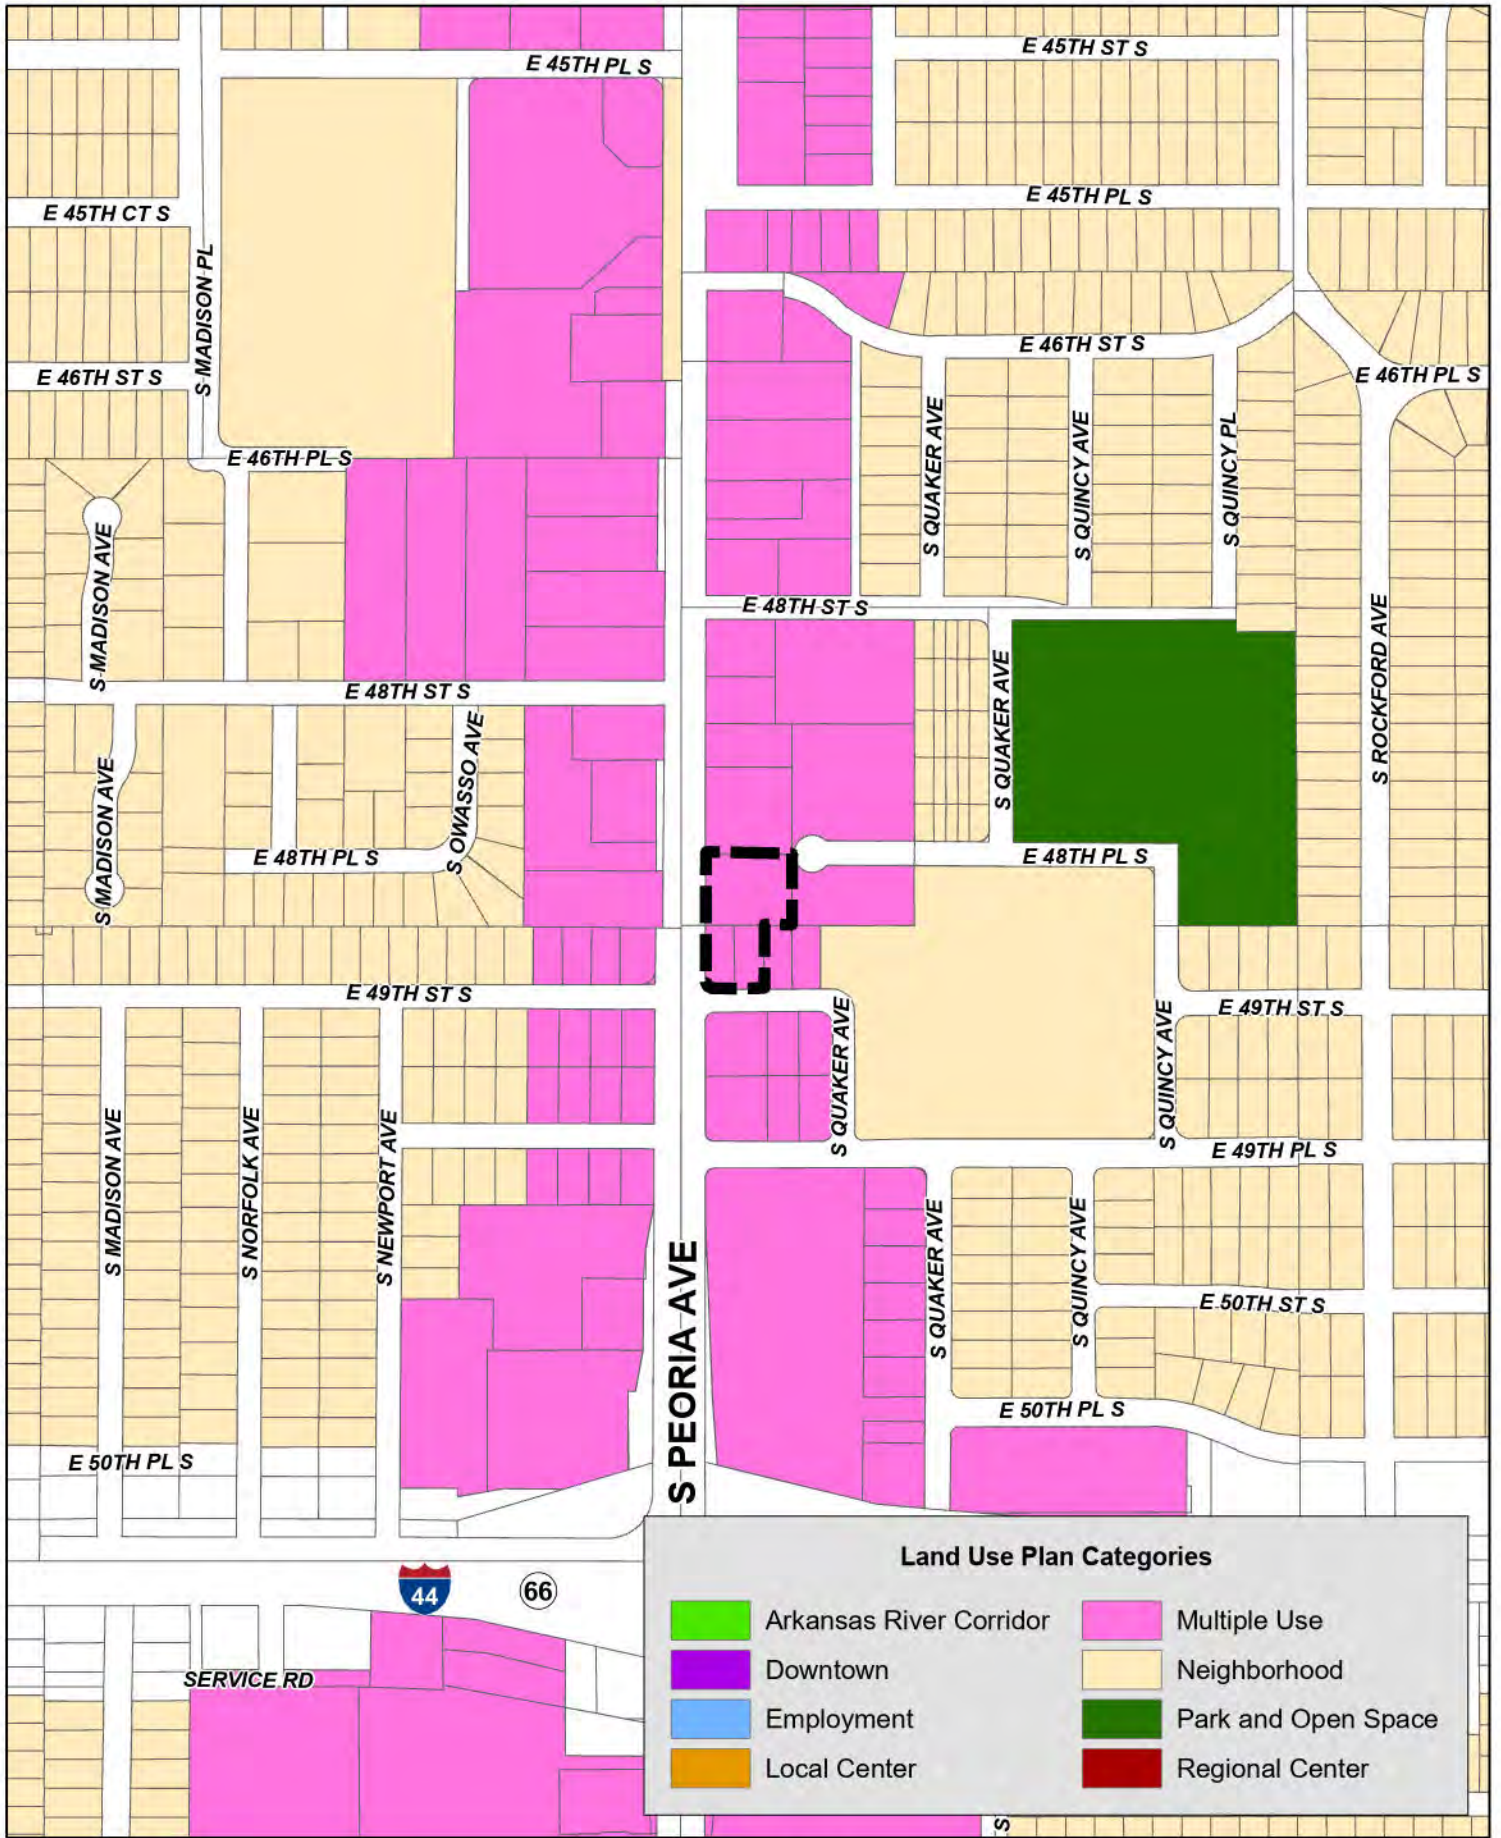 E 45TH ST S
E 45TH PL S
E 45TH PL S
E 45TH CT S
S MADISON PL
E 46TH ST S
E 46TH ST S
E 46TH PL S
E 46TH PL S
S QUAKER AVE
S QUINCY AVE
S QUINCY PL
S MADISON AVE
E 48TH ST S
S ROCKFORD AVE
S QUAKER AVE
E 48TH ST S
S OWASSO AVE
S MADISON AVE
E 48TH PL S
E 48TH PL S
E 49TH ST S
E 49TH ST S
S QUAKER AVE
S QUINCY AVE
S MADISON AVE
S NORFOLK AVE
S NEWPORT AVE
E 49TH PL S
S QUAKER AVE
S QUINCY AVE
S PEORIA AVE
E 50TH ST S
E 50TH PL S
E 50TH PL S
44
66
SERVICE RD
Land Use Plan Categories
Arkansas River Corridor
Multiple Use
Downtown
Neighborhood
Employment
Park and Open Space
Local Center
Regional Center
S